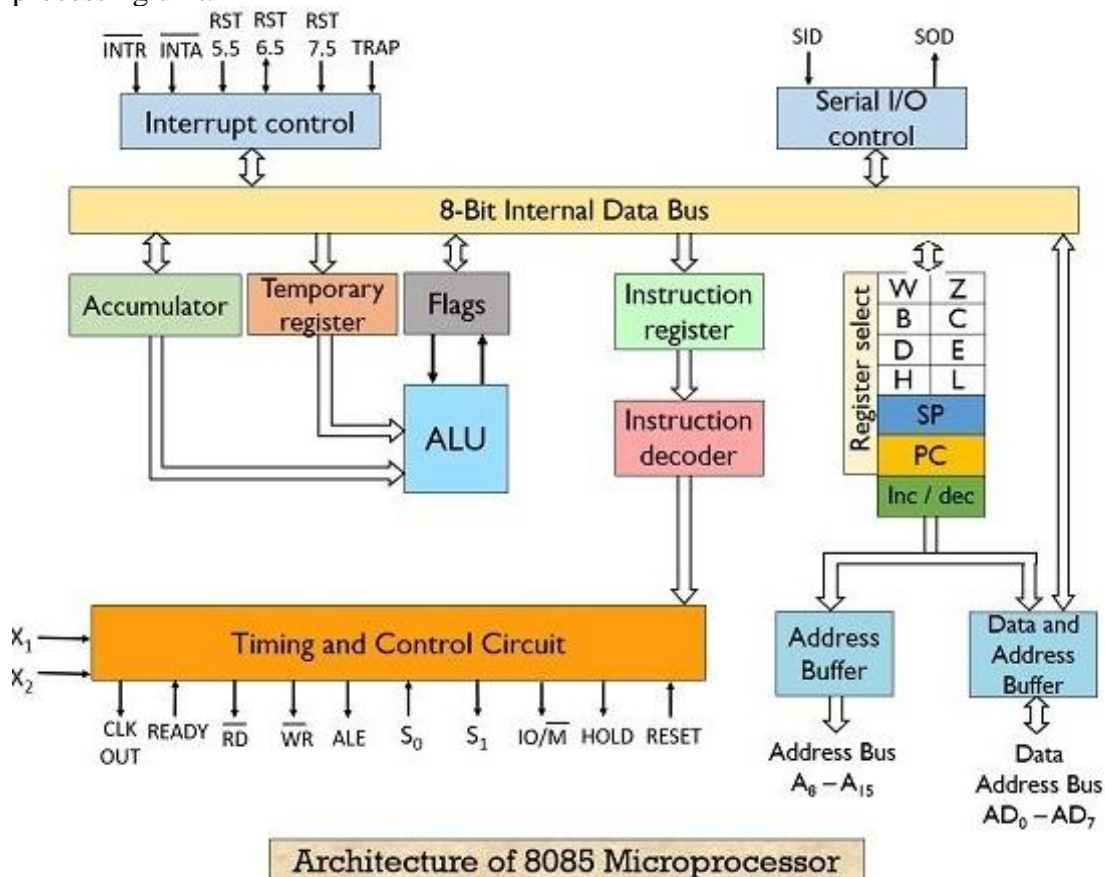 RST RST RST
INTR INTA 5.5 6.5 7.5 TRAP
SID SOD
Interrupt control
Serial I/O
control
8-Bit Internal Data Bus
Accumulator
Temporary
register
Flags
Instruction
register
Register select
W Z
B C
D E
H L
SP
PC
Inc / dec
ALU
Instruction
decoder
X₁
X₂
Timing and Control Circuit
Address
Buffer
Data and
Address
Buffer
CLK
OUT
READY
RD
WR
ALE
S₀
S₁
IO/M
HOLD
RESET
Address Bus
A₈ – A₁₅
Data
Address Bus
AD₀ – AD₇
Architecture of 8085 Microprocessor